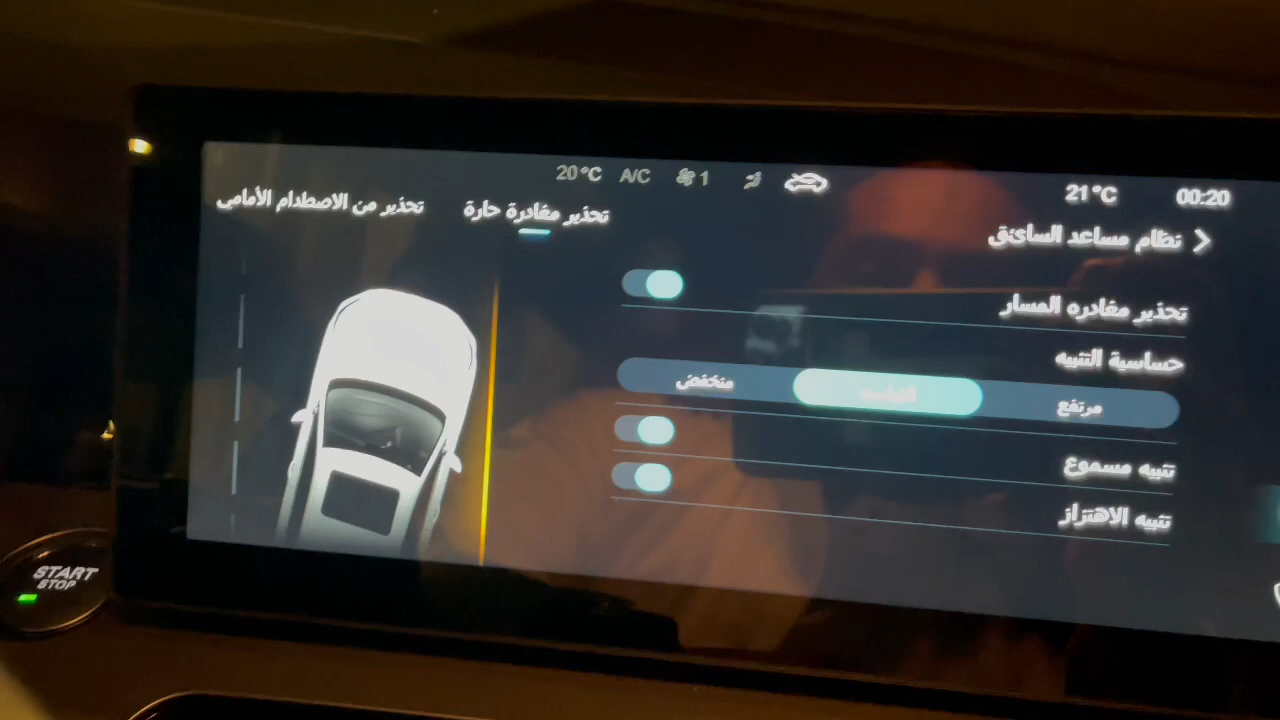 00:20
21°C
A/C 20°C
1
نظام مساعد السائق
تحذير مغادرة حارة
تحذير من الاصطدام الأمامي
تحذير مغادره المسار
حساسية التنبيه
مرتفع
منخفض
تنبيه مسموع
تنبيه الاهتزاز
START
STOP